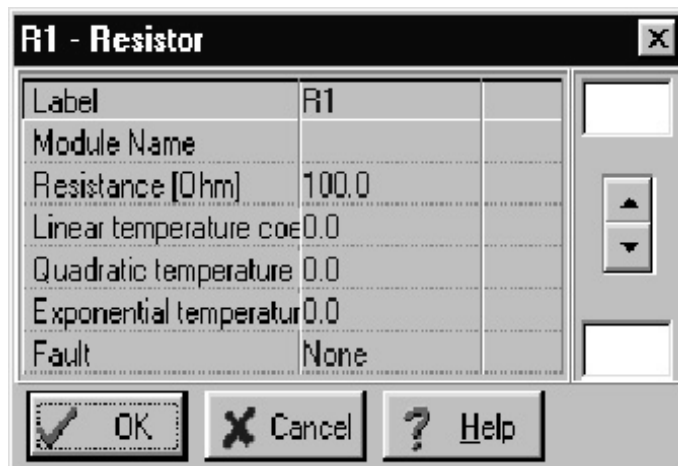 R1 - Resistor
Label R1
Module Name
Resistance [Ohm] 100.0
Linear temperature coe 0.0
Quadratic temperature 0.0
Exponential temperatur 0.0
Fault None
OK Cancel Help